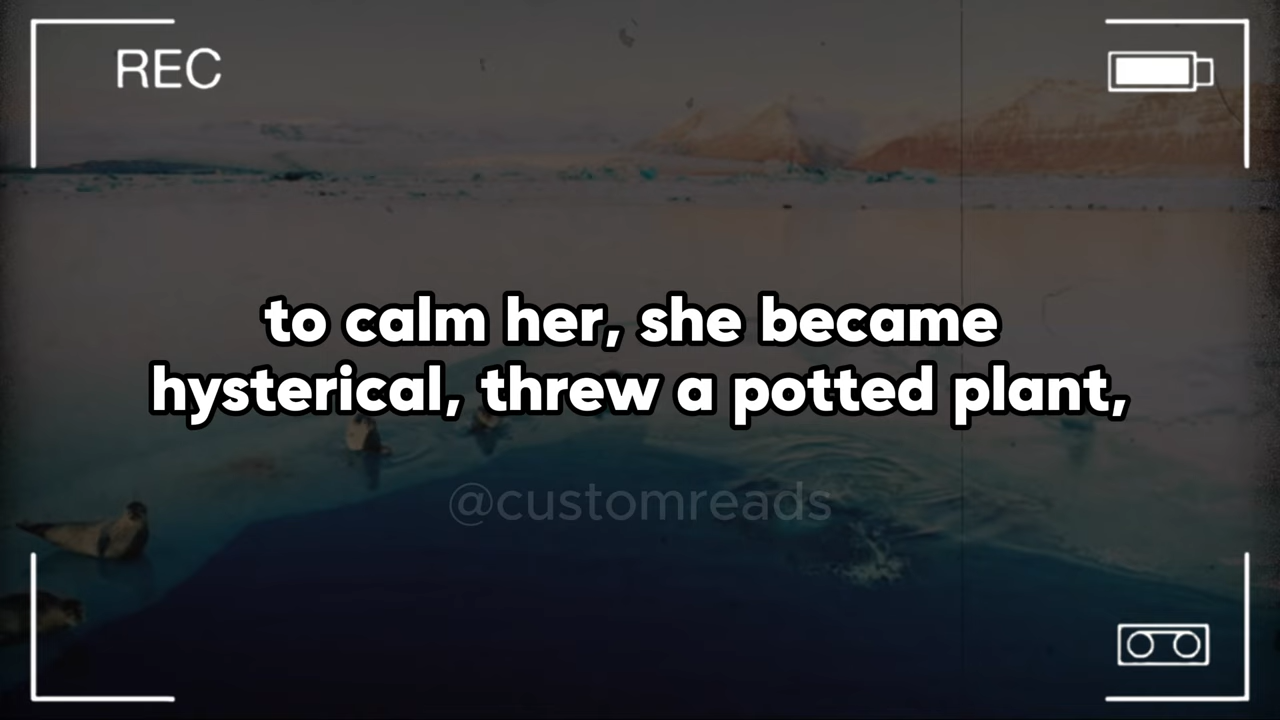 REC
to calm her, she became
hysterical, threw a potted plant,
@customreads